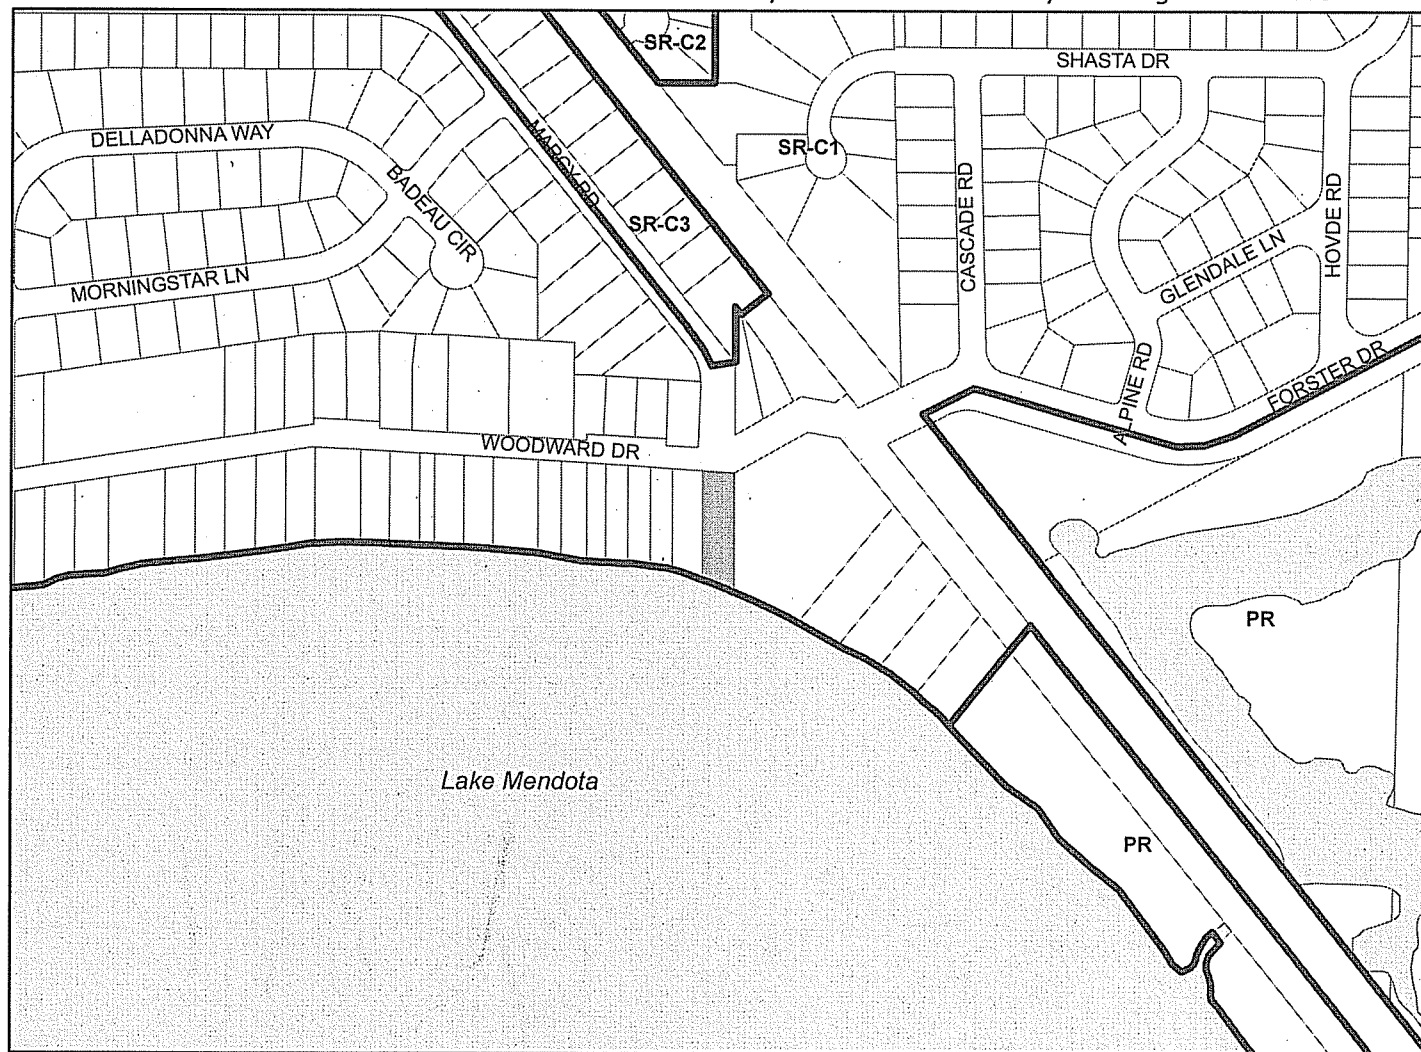 SR-C2
SHASTA DR
DELLADONNA WAY
MARCY RD
SR-C1
BADEAU CIR
CASCADE RD
HOVDE RD
SR-C3
GLENDALE LN
MORNINGSTAR LN
ALPINE RD
FORSTER DR
WOODWARD DR
PR
Lake Mendota
PR